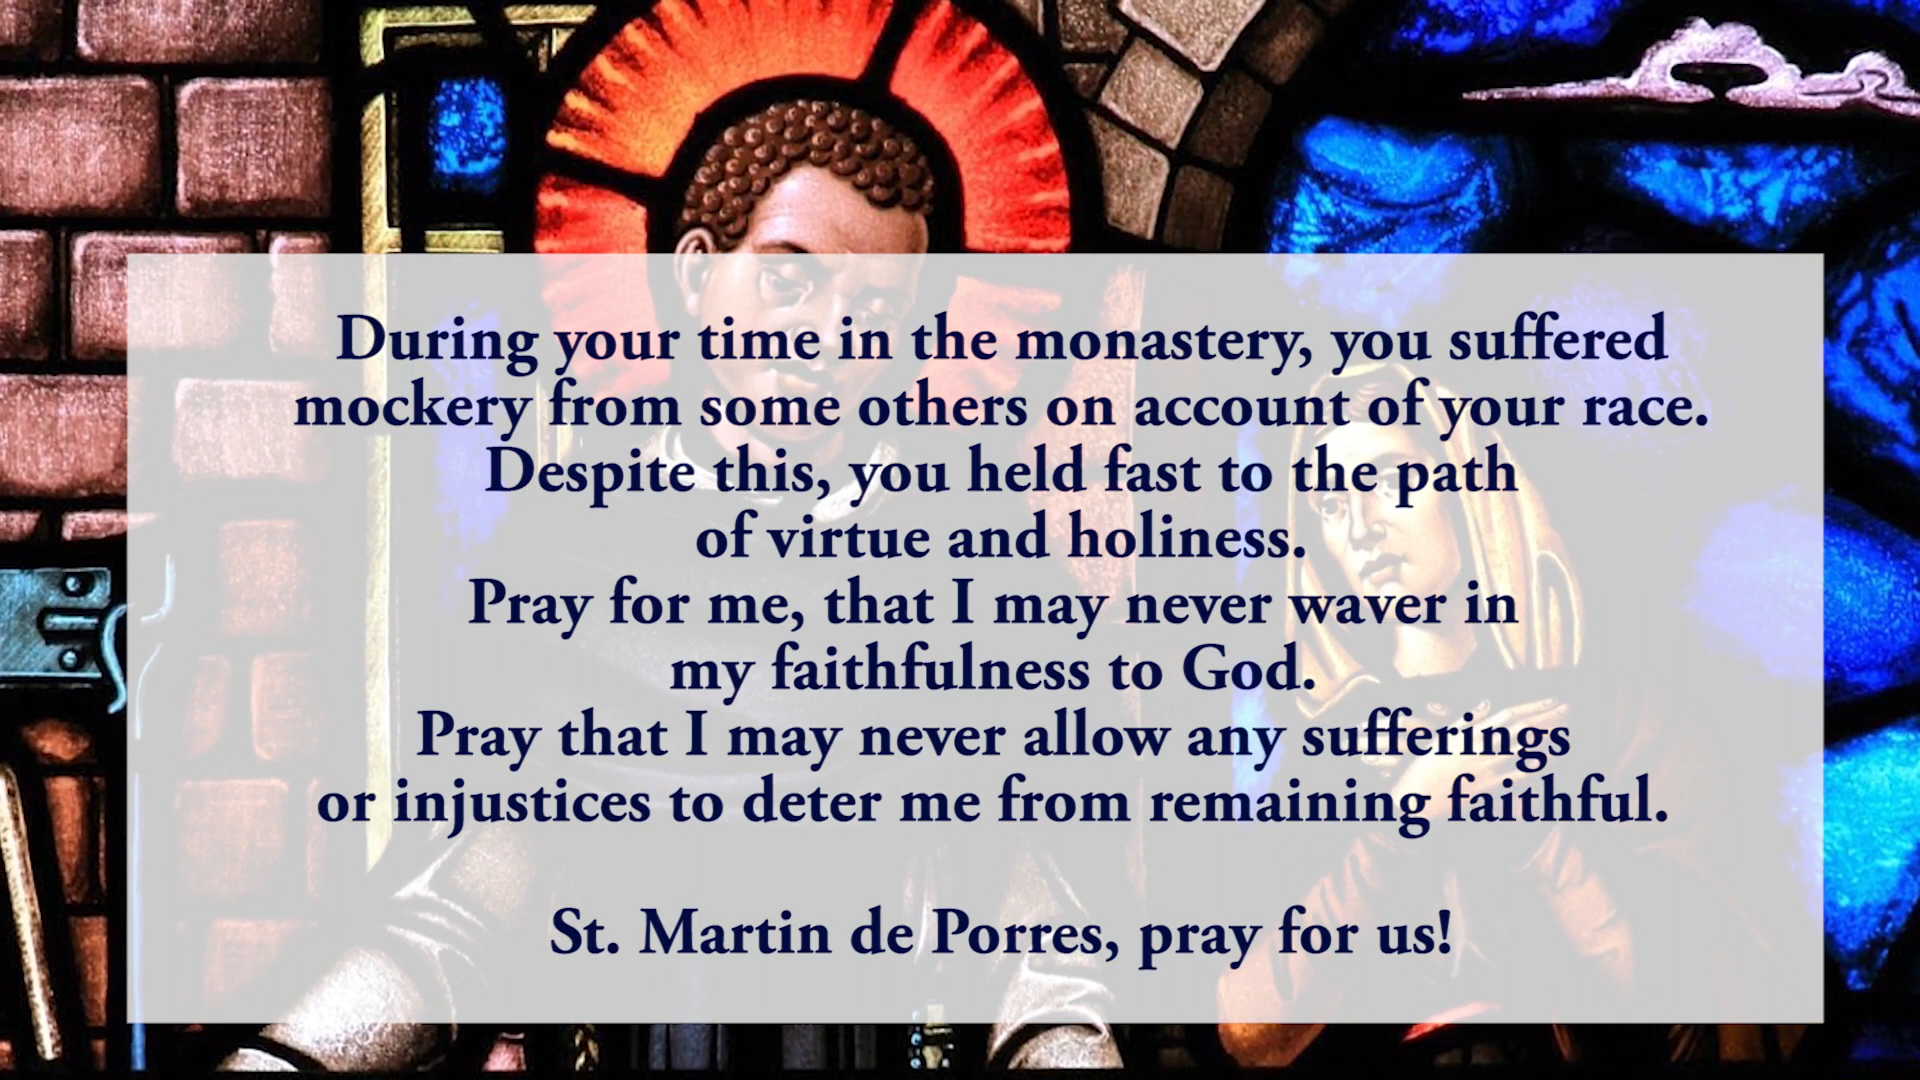 During your time in the monastery, you suffered
mockery from some others on account of your race.
Despite this, you held fast to the path
of virtue and holiness.
Pray for me, that I may never waver in
my faithfulness to God.
Pray that I may never allow any sufferings
or injustices to deter me from remaining faithful.
St. Martin de Porres, pray for us!